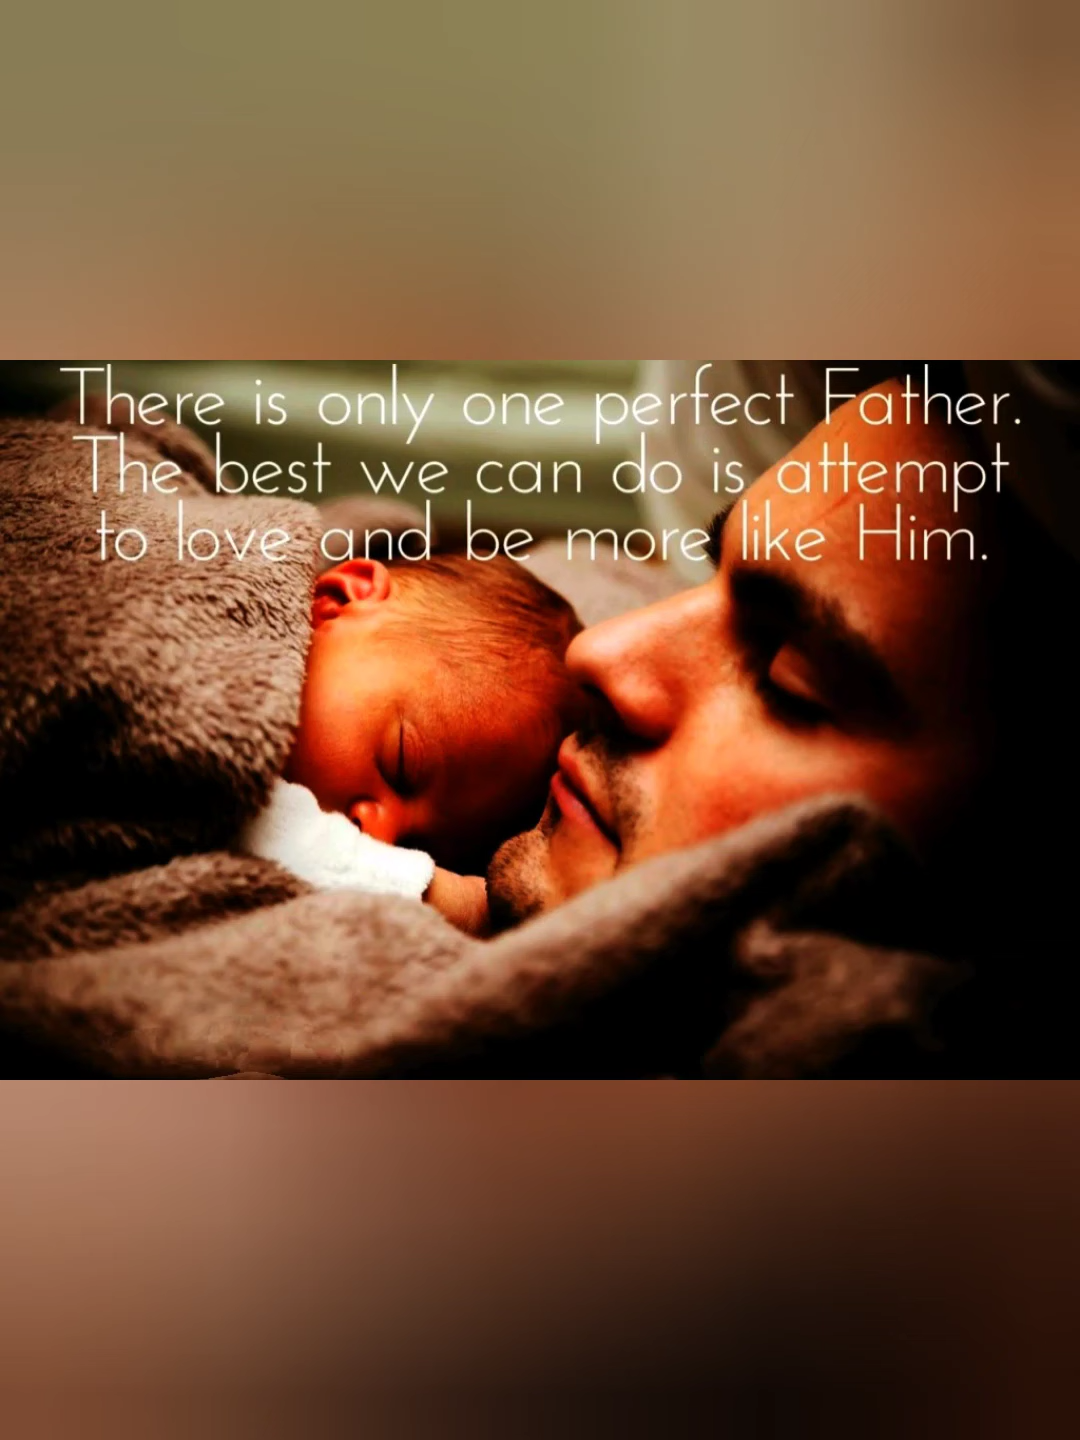 There is only one perfect Father.
The best we can do is attempt
to love and be more like Him.